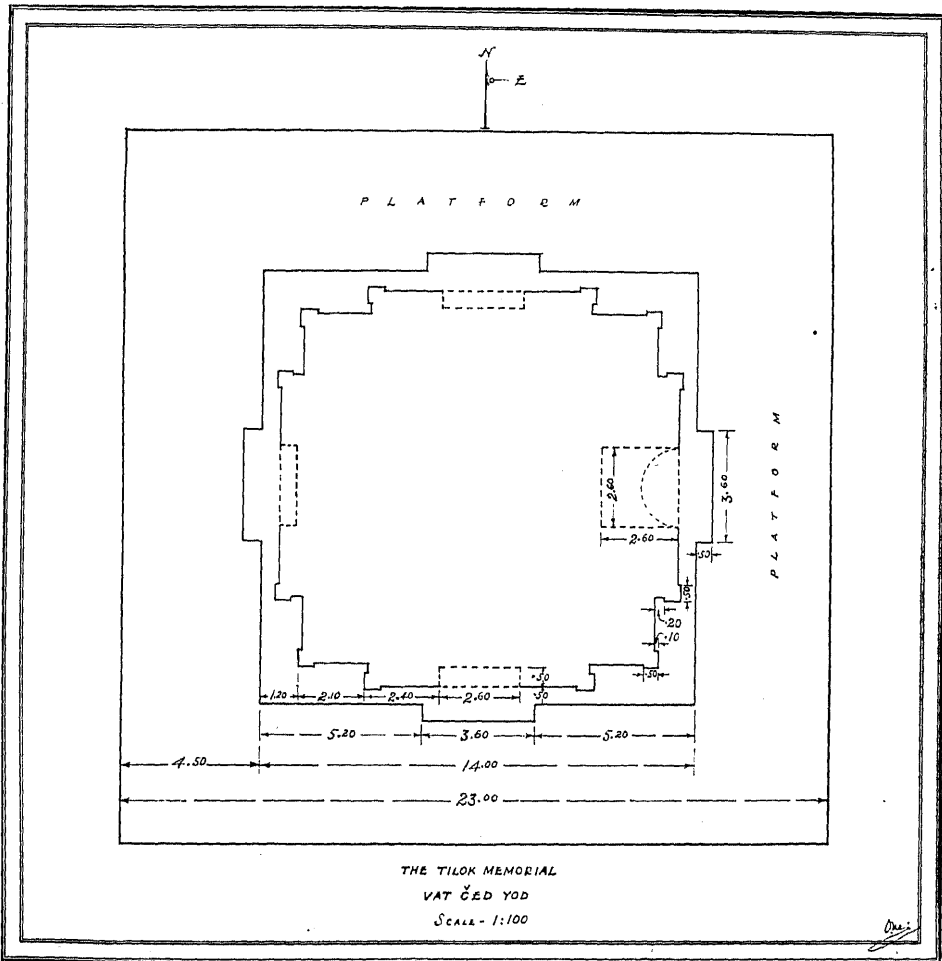 N
E
PLATFORM
PLATFORM
2.60
2.60
3.60
.50
.50
.20
.10
.50
.50
.50
1.20 2.10 2.40 2.60
5.20 3.60 5.20
4.50 14.00
23.00
THE TILOK MEMORIAL
VAT ČED YOD
SCALE - 1:100